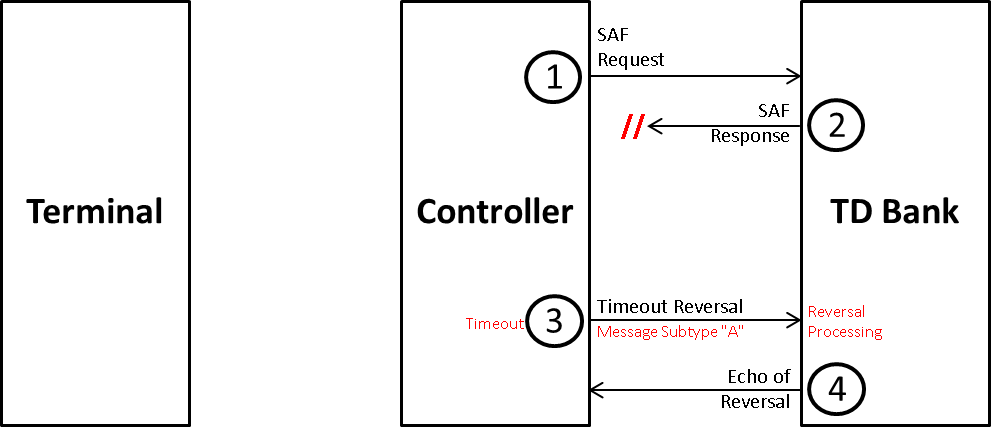 SAF
Request
1
SAF
Response
2
Terminal
Controller
TD Bank
Timeout
3
Timeout Reversal
Message Subtype "A"
Reversal
Processing
Echo of
Reversal
4